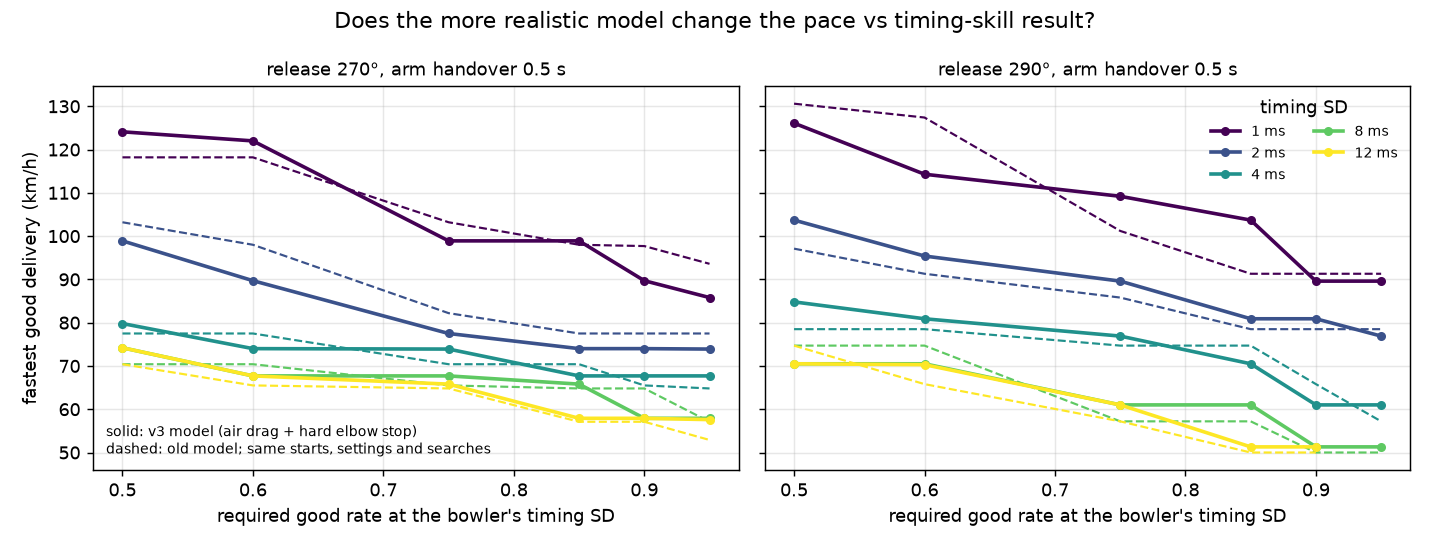 Does the more realistic model change the pace vs timing-skill result?
release 270°, arm handover 0.5 s
release 290°, arm handover 0.5 s
fastest good delivery (km/h)
130
120
110
100
90
80
70
60
50
timing SD
1 ms
2 ms
4 ms
8 ms
12 ms
solid: v3 model (air drag + hard elbow stop)
dashed: old model; same starts, settings and searches
0.5 0.6 0.7 0.8 0.9
0.5 0.6 0.7 0.8 0.9
required good rate at the bowler's timing SD
required good rate at the bowler's timing SD